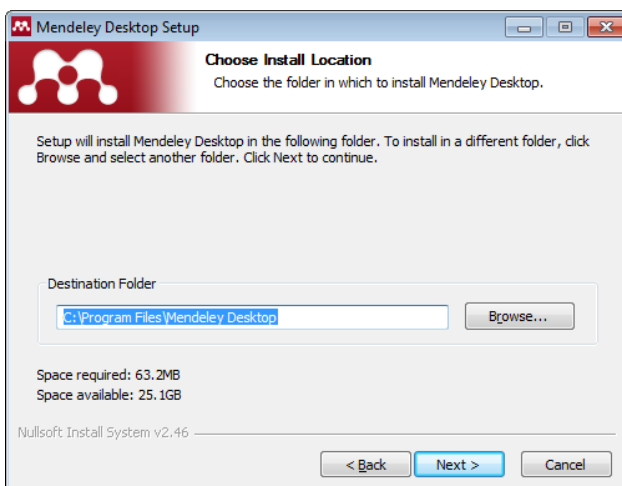 Mendeley Desktop Setup
Choose Install Location
Choose the folder in which to install Mendeley Desktop.
Setup will install Mendeley Desktop in the following folder. To install in a different folder, click
Browse and select another folder. Click Next to continue.
Destination Folder
C:\Program Files\Mendeley Desktop
Browse...
Space required: 63.2MB
Space available: 25.1GB
Nullsoft Install System v2.46
< Back
Next >
Cancel